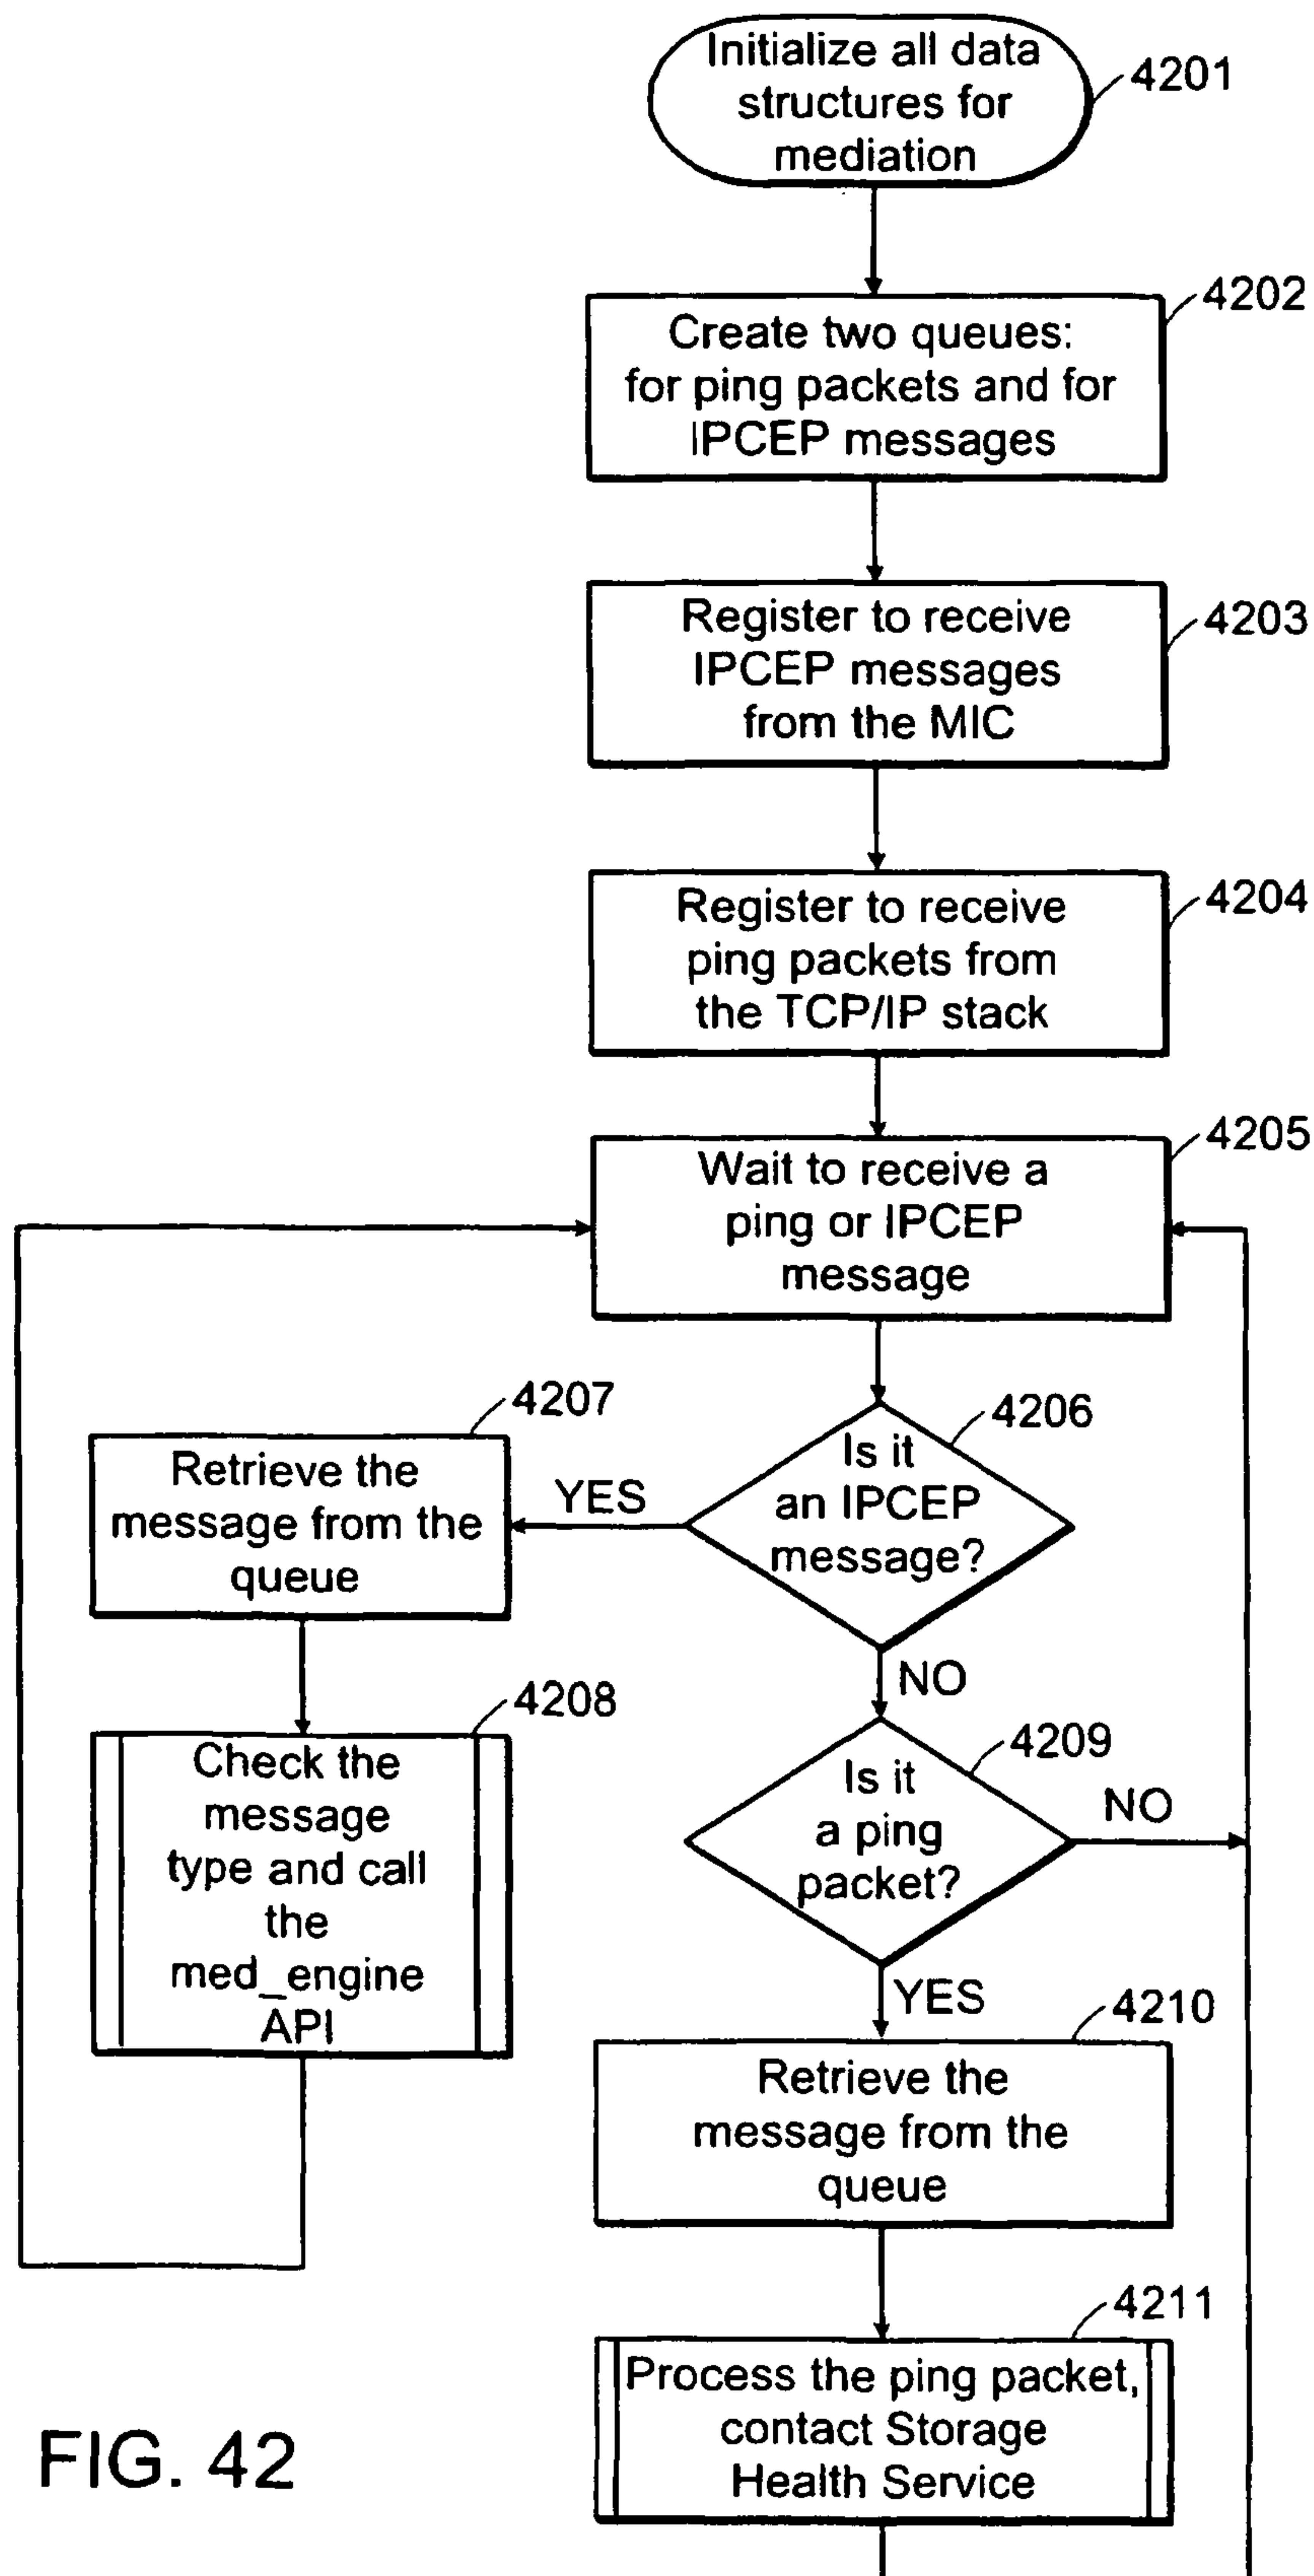 Initialize all data
structures for
mediation
4201
4202
Create two queues:
for ping packets and for
IPCEP messages
4203
Register to receive
IPCEP messages
from the MIC
4204
Register to receive
ping packets from
the TCP/IP stack
4205
Wait to receive a
ping or IPCEP
message
4206
Is it
an IPCEP
message?
YES
4207
Retrieve the
message from the
queue
4208
Check the
message
type and call
the
med_engine
API
NO
4209
Is it
a ping
packet?
NO
YES
4210
Retrieve the
message from the
queue
4211
Process the ping packet,
contact Storage
Health Service
FIG. 42